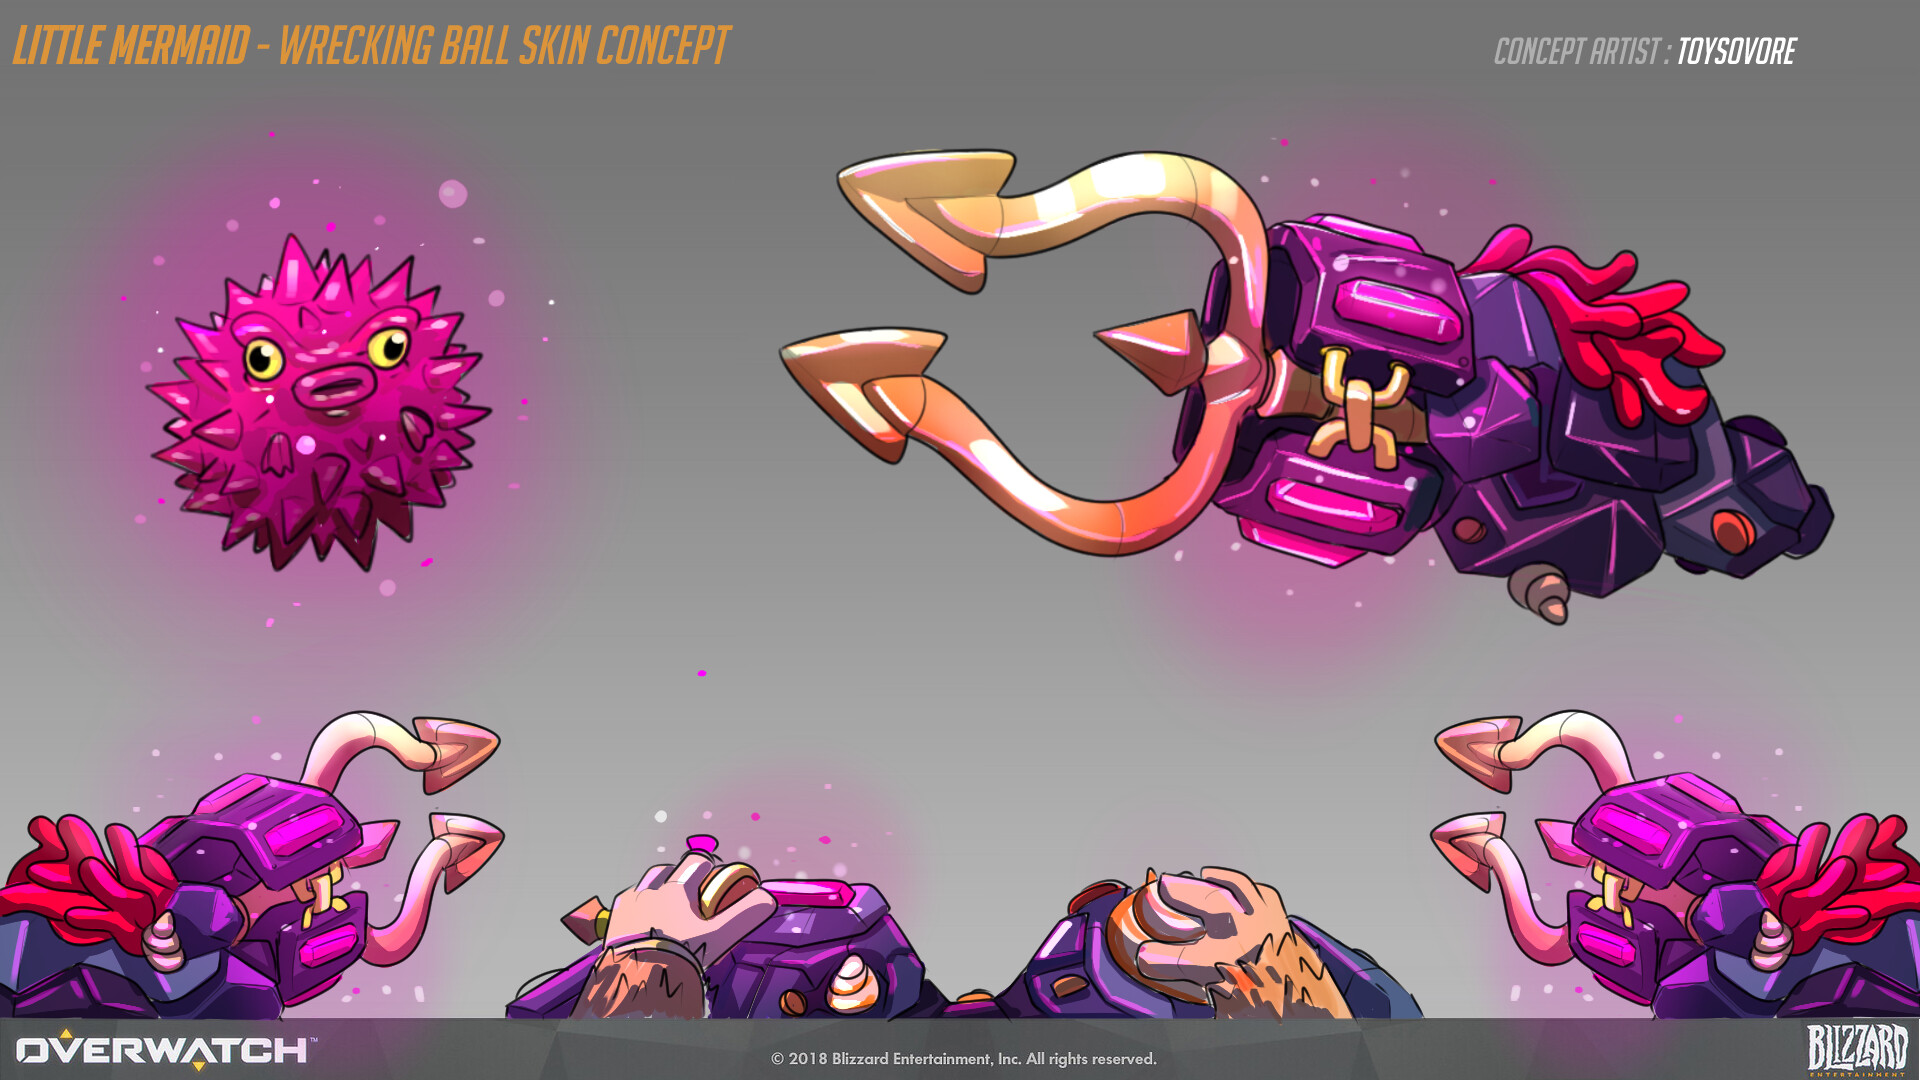 LITTLE MERMAID - WRECKING BALL SKIN CONCEPT
CONCEPT ARTIST : TOYSOVORE
OVERWATCH™
© 2018 Blizzard Entertainment, Inc. All rights reserved.
BLIZZARD
ENTERTAINMENT